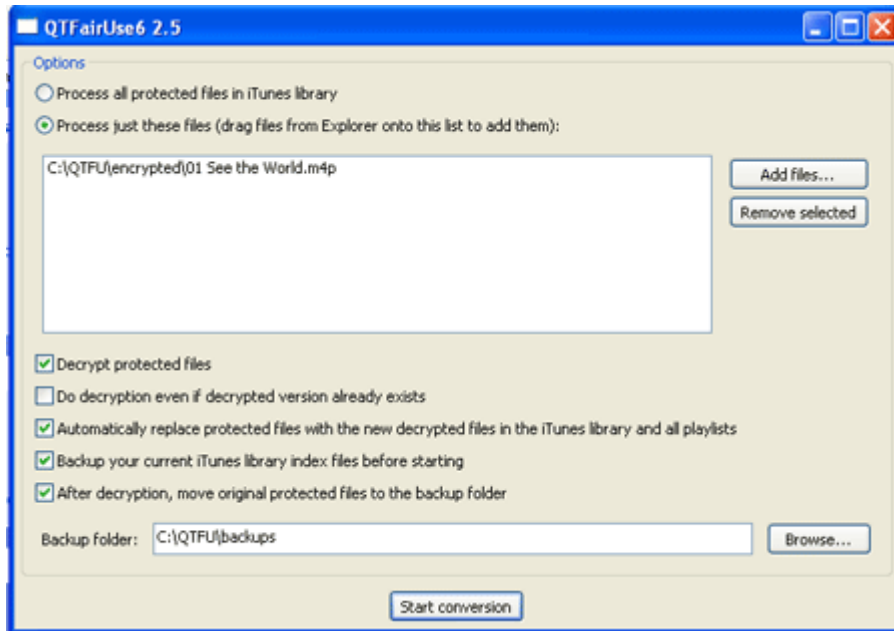 QTFairUse6 2.5
Options
Process all protected files in iTunes library
Process just these files (drag files from Explorer onto this list to add them):
C:\QTFU\encrypted\01 See the World.m4p
Add files...
Remove selected
Decrypt protected files
Do decryption even if decrypted version already exists
Automatically replace protected files with the new decrypted files in the iTunes library and all playlists
Backup your current iTunes library index files before starting
After decryption, move original protected files to the backup folder
Backup folder: C:\QTFU\backups Browse...
Start conversion